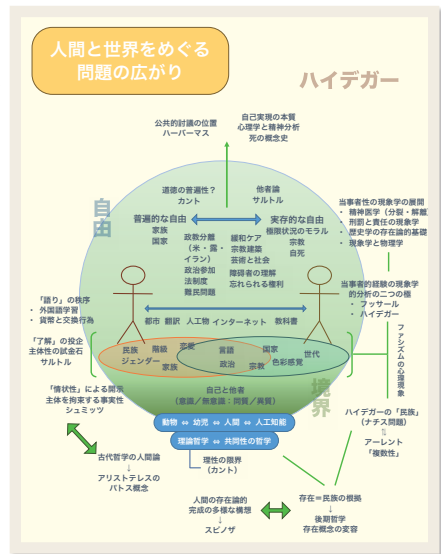 人間と世界をめぐる
問題の広がり
ハイデガー
公共的討議の位置
ハーバーマス
自己実現の本質
心理学と精神分析
死の概念史
道徳の普遍性？
カント
他者論
サルトル
自由
普遍的な自由
家族
国家
実存的な自由
極限状況のモラル
宗教
自死
政教分離
（米・露・
イラン）
政治参加
法制度
難民問題
緩和ケア
宗教建築
芸術と社会
障碍者の理解
忘れられる権利
当事者性の現象学の展開
・ 精神医学（分裂・解離
・ 刑罰と責任の現象学
・ 歴史学の存在論的基礎
・ 現象学と物理学
当事者的経験の現象学
的分析の二つの極
・ フッサール
・ ハイデガー
「語り」の秩序
・ 外国語学習
・ 貨幣と交換行為
都市 翻訳 人工物 インターネット 教科書
「了解」の投企
主体性の試金石
サルトル
民族
階級
恋愛
ジェンダー
家族
言語
政治
国家
宗教
色彩感覚
世代
ファシズムの心理現象
「情状性」による開示
主体を拘束する事実性
シュミッツ
自己と他者
（意識／無意識：同質／異質）
境界
動物 ⇔ 幼児 ⇔ 人間 ⇔ 人工知能
理論哲学 ⇔ 共同性の哲学
理性の限界
（カント）
ハイデガーの「民族」
（ナチス問題）
⇅
アーレント
「複数性」
古代哲学の人間論
↓
アリストテレスの
パトス概念
人間の存在論的
完成の多様な構想
↓
スピノザ
存在＝民族の根拠
↓
後期哲学
存在概念の変容